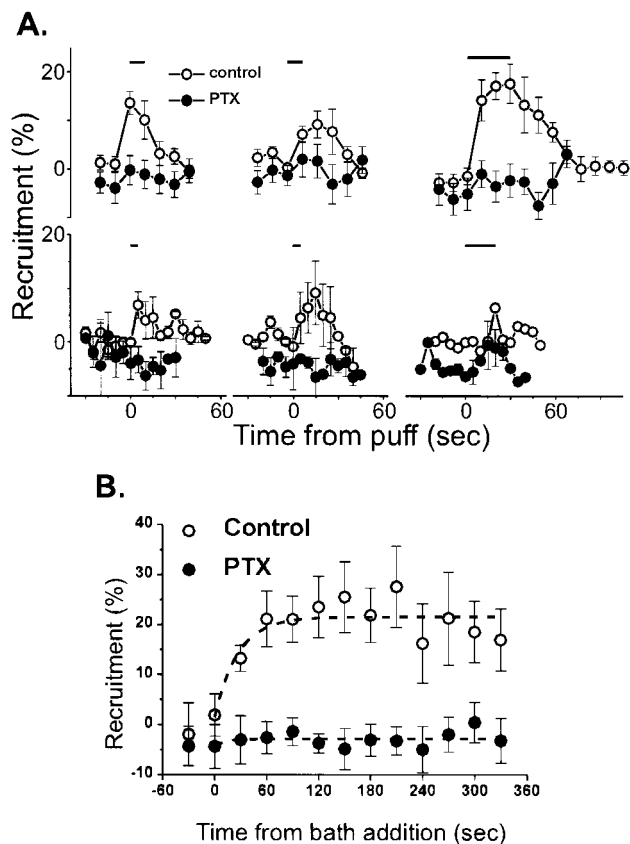 A.
20
0
control
PTX
Recruitment (%)
20
0
0
60
0
60
0
60
Time from puff (sec)
B.
40
30
20
10
0
-10
Control
PTX
Recruitment (%)
-60
0
60
120
180
240
300
360
Time from bath addition (sec)